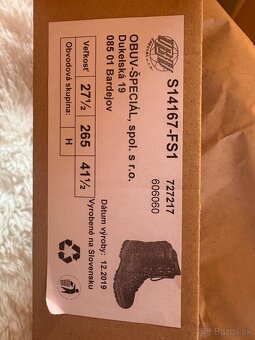 S14167-FS1
OBUV-ŠPECIÁL, spol. s r.o.
Dukelská 19
085 01 Bardejov
727217
606060
Veľkosť
27½ 265 41½
Obvodová skupina: H
Dátum výroby: 12.2019
Vyrobené na Slovensku
Bazos.sk